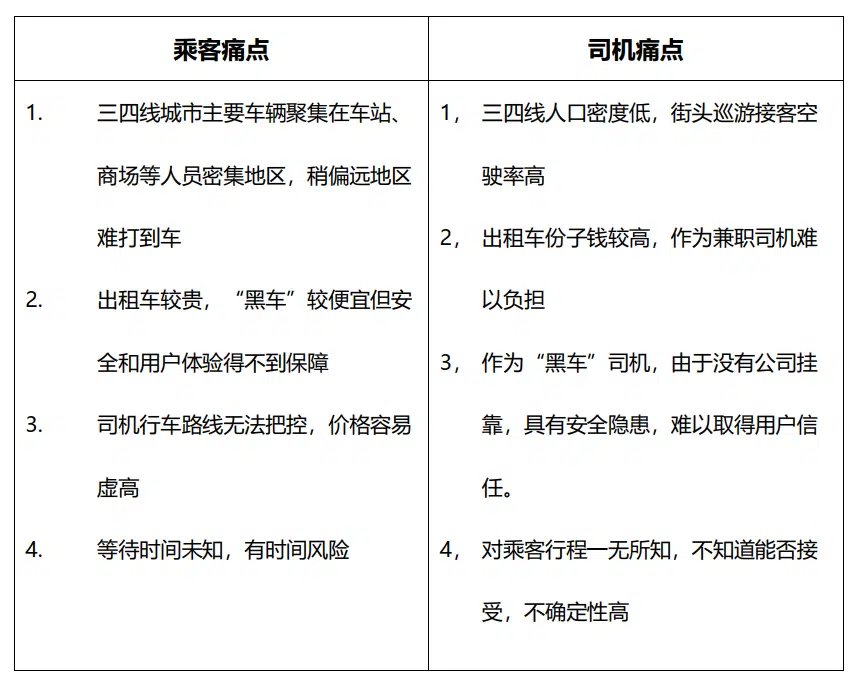 乘客痛点
司机痛点
1. 三四线城市主要车辆聚集在车站、
商场等人员密集地区，稍偏远地区
难打到车
2. 出租车较贵，“黑车”较便宜但安
全和用户体验得不到保障
3. 司机行车路线无法把控，价格容易
虚高
4. 等待时间未知，有时间风险
1， 三四线人口密度低，街头巡游接客空
驶率高
2， 出租车份子钱较高，作为兼职司机难
以负担
3， 作为“黑车”司机，由于没有公司挂
靠，具有安全隐患，难以取得用户信
任。
4， 对乘客行程一无所知，不知道能否接
受，不确定性高